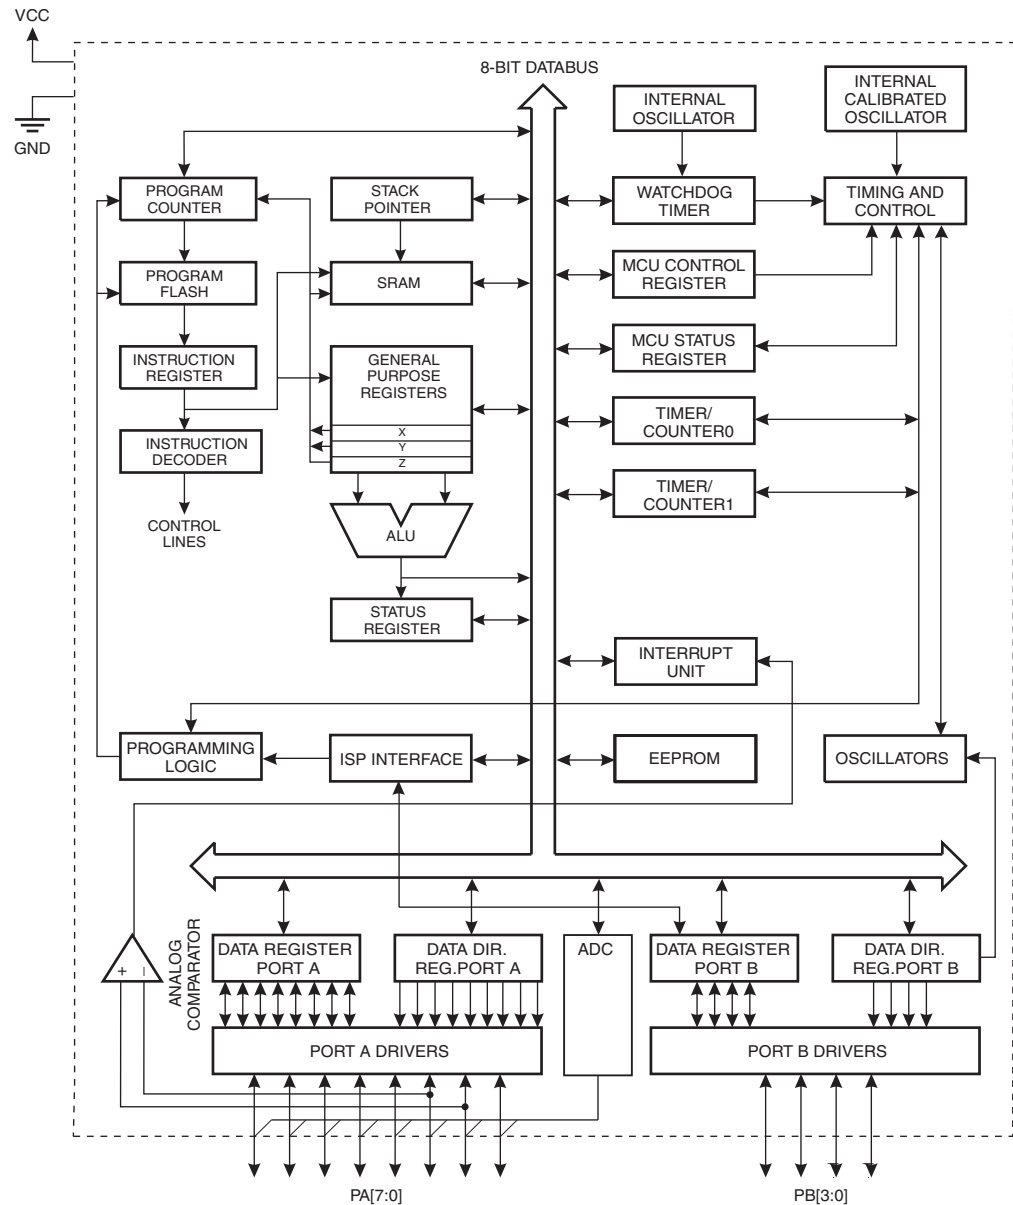 VCC
GND
8-BIT DATABUS
INTERNAL
OSCILLATOR
INTERNAL
CALIBRATED
OSCILLATOR
PROGRAM
COUNTER
STACK
POINTER
WATCHDOG
TIMER
TIMING AND
CONTROL
PROGRAM
FLASH
SRAM
MCU CONTROL
REGISTER
INSTRUCTION
REGISTER
GENERAL
PURPOSE
REGISTERS
X
Y
Z
MCU STATUS
REGISTER
INSTRUCTION
DECODER
TIMER/
COUNTER0
CONTROL
LINES
ALU
TIMER/
COUNTER1
STATUS
REGISTER
INTERRUPT
UNIT
PROGRAMMING
LOGIC
ISP INTERFACE
EEPROM
OSCILLATORS
ANALOG
COMPARATOR
+
–
DATA REGISTER
PORT A
DATA DIR.
REG.PORT A
ADC
DATA REGISTER
PORT B
DATA DIR.
REG.PORT B
PORT A DRIVERS
PORT B DRIVERS
PA[7:0]
PB[3:0]